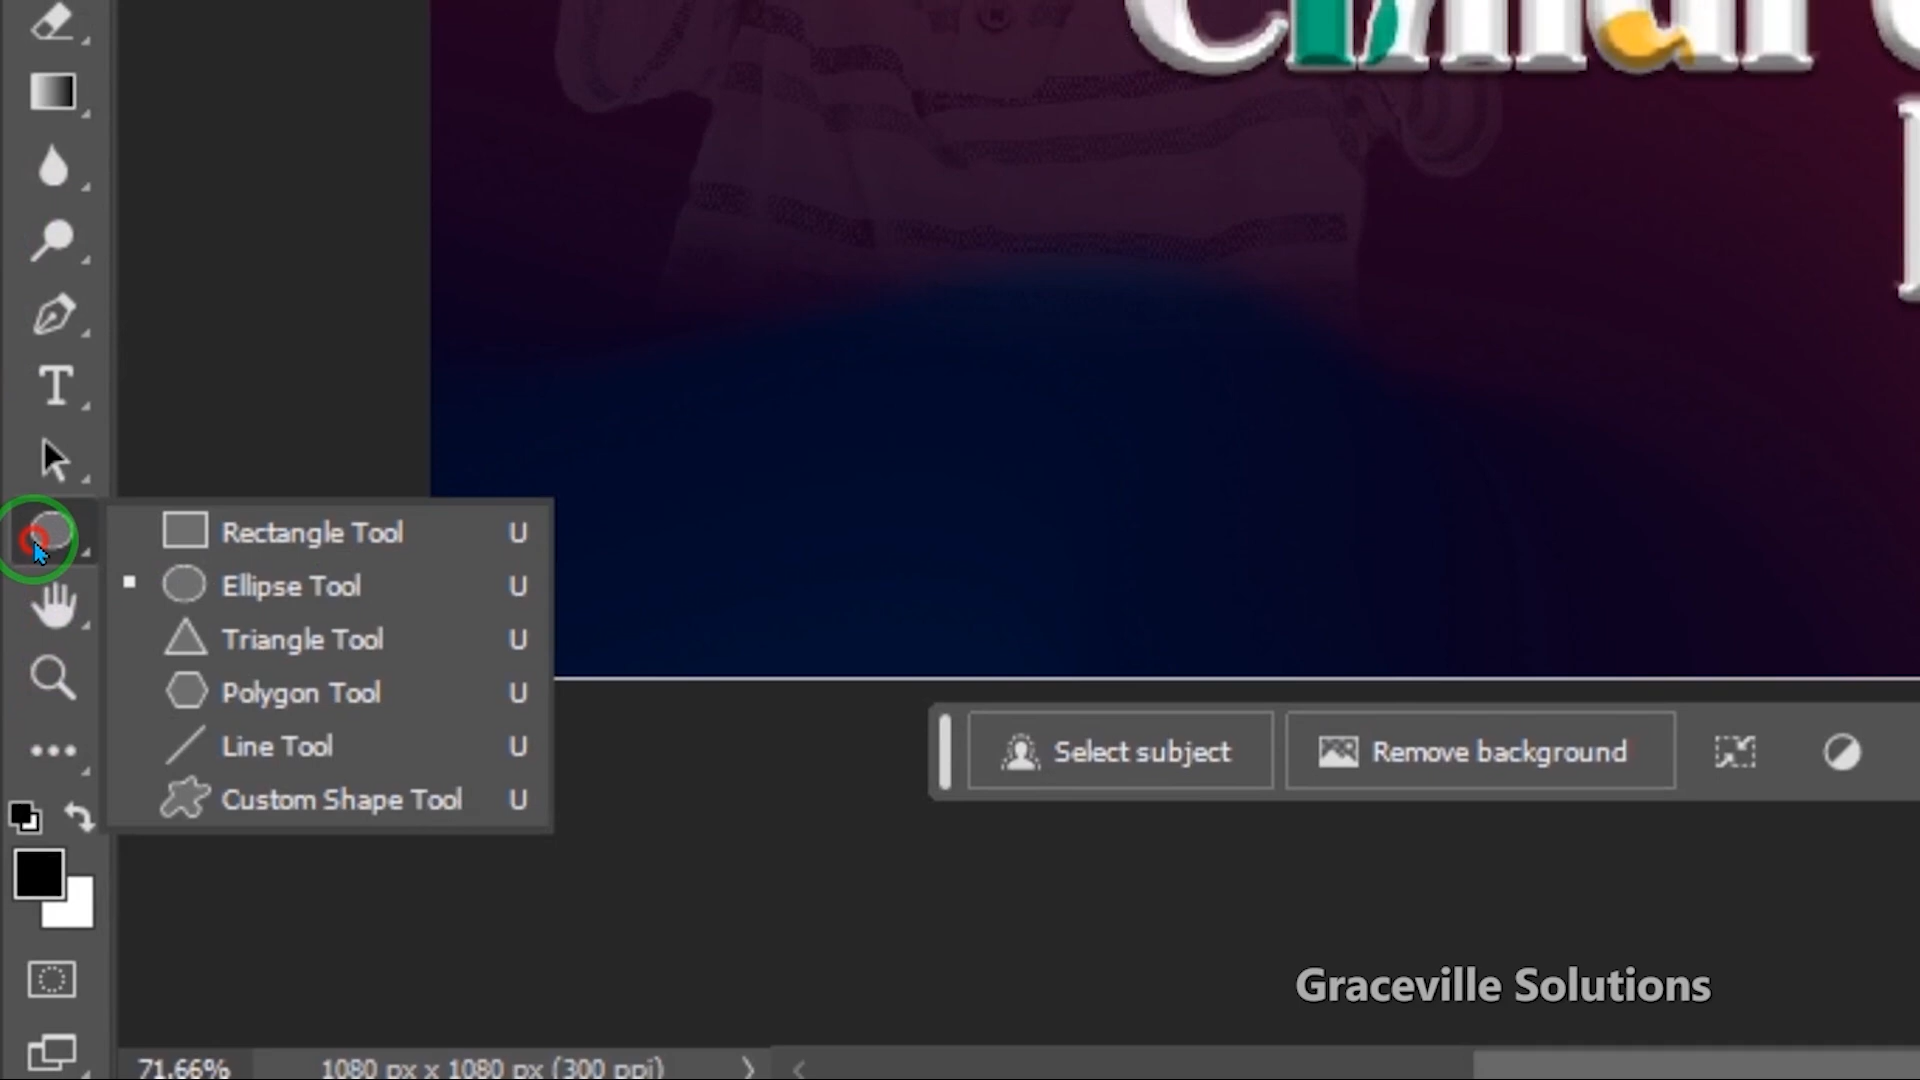 T
Rectangle Tool U
Ellipse Tool U
Triangle Tool U
Polygon Tool U
Line Tool U
Custom Shape Tool U
Select subject
Remove background
Graceville Solutions
71.66%
1080 px x 1080 px (300 ppi)